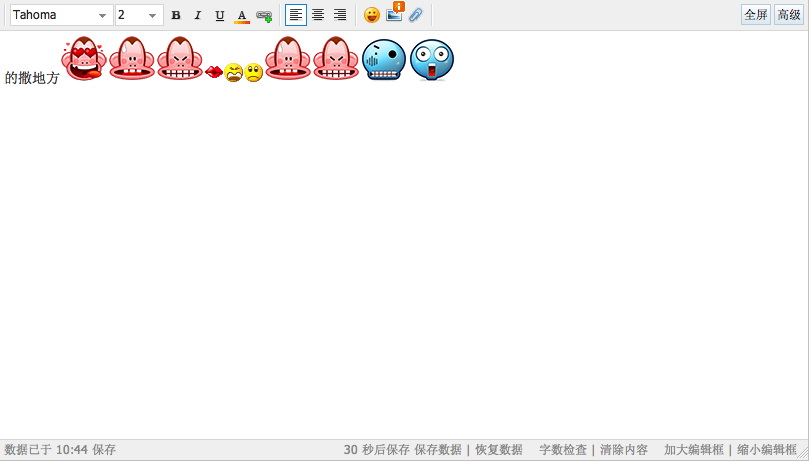 Tahoma 2 B I U A 全屏 高级
的撒地方
数据已于 10:44 保存 30 秒后保存 保存数据 | 恢复数据 字数检查 | 清除内容 加大编辑框 | 缩小编辑框